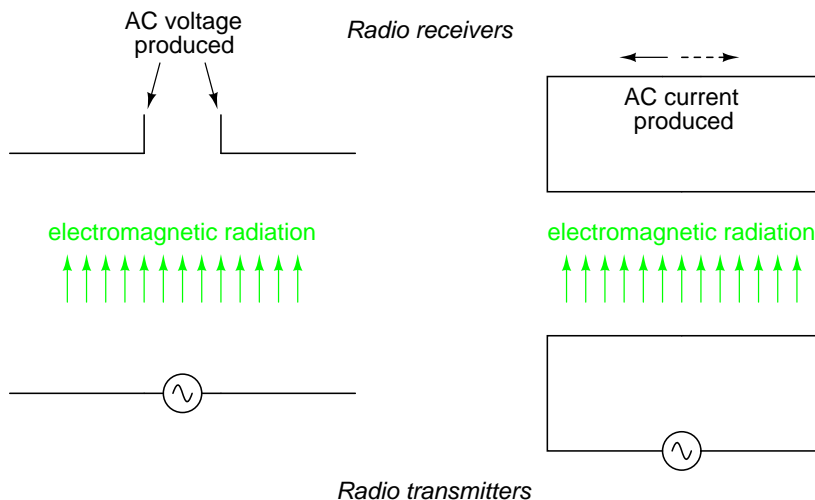 AC voltage
produced
Radio receivers
AC current
produced
electromagnetic radiation
electromagnetic radiation
Radio transmitters